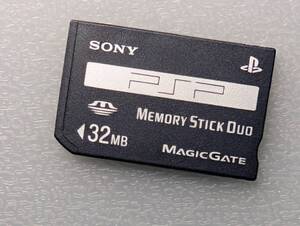 SONY
PSP
MEMORY STICK DUO
32MB
MAGICGATE